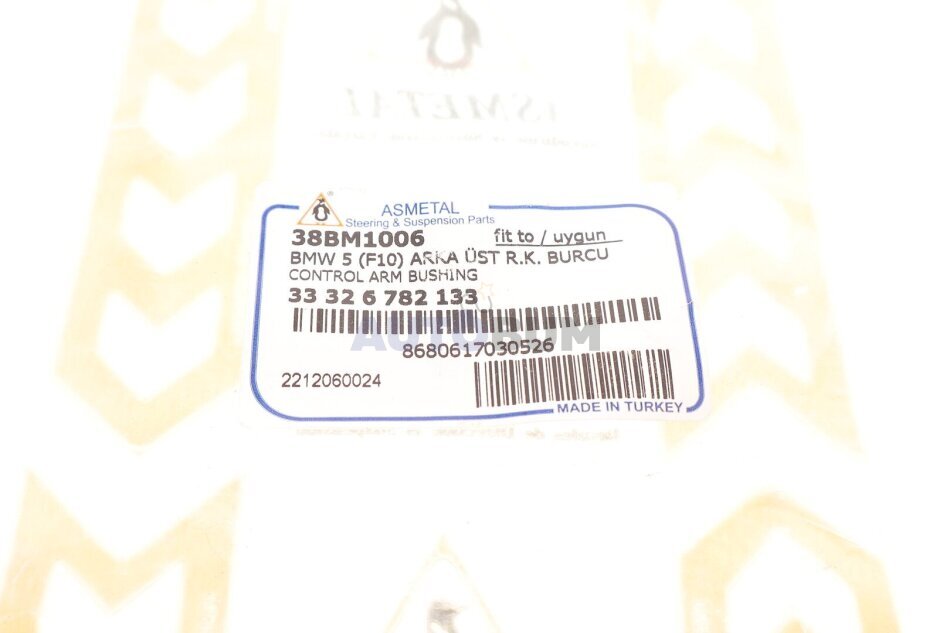 ASMETAL
Steering & Suspension Parts
38BM1006 fit to / uygun
BMW 5 (F10) ARKA ÜST R.K. BURCU
CONTROL ARM BUSHING
33 32 6 782 133
AUTOBUM
8680617030526
2212060024
MADE IN TURKEY